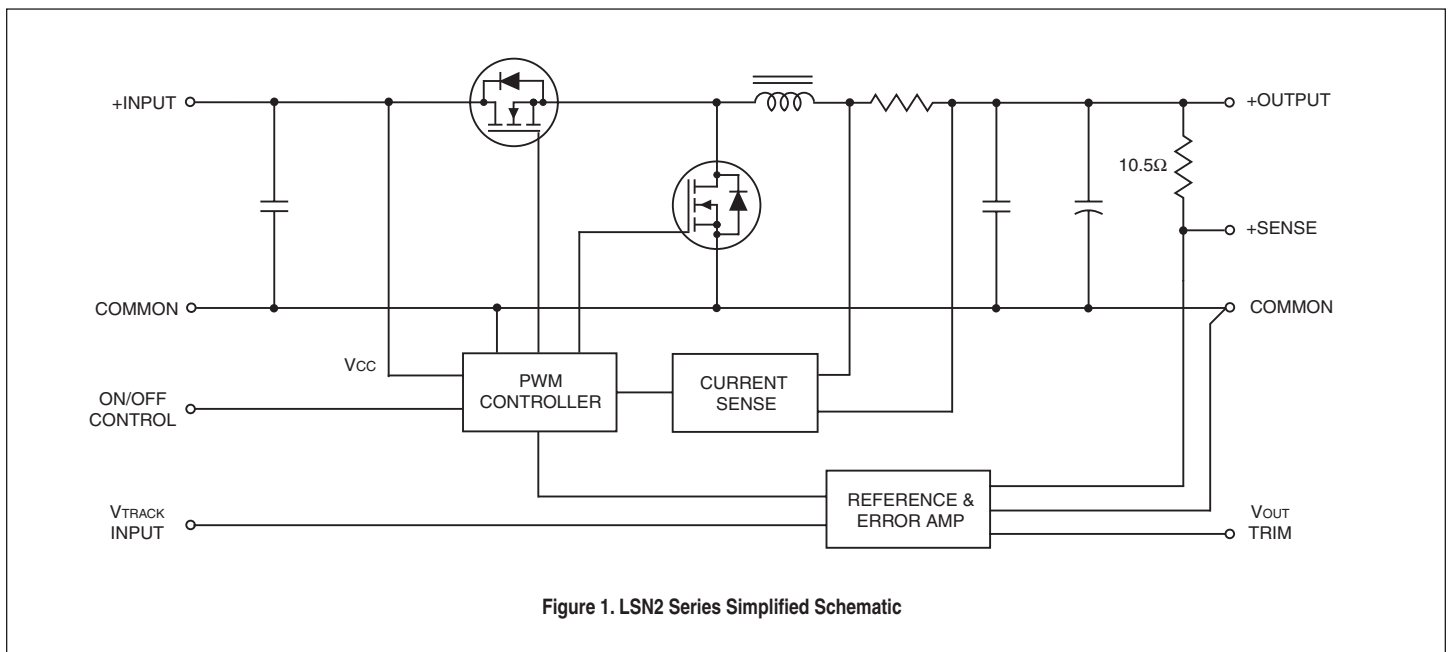 +INPUT
+OUTPUT
10.5Ω
+SENSE
COMMON
COMMON
VCC
PWM
CONTROLLER
CURRENT
SENSE
ON/OFF
CONTROL
REFERENCE &
ERROR AMP
VTRACK
INPUT
VOUT
TRIM
Figure 1. LSN2 Series Simplified Schematic